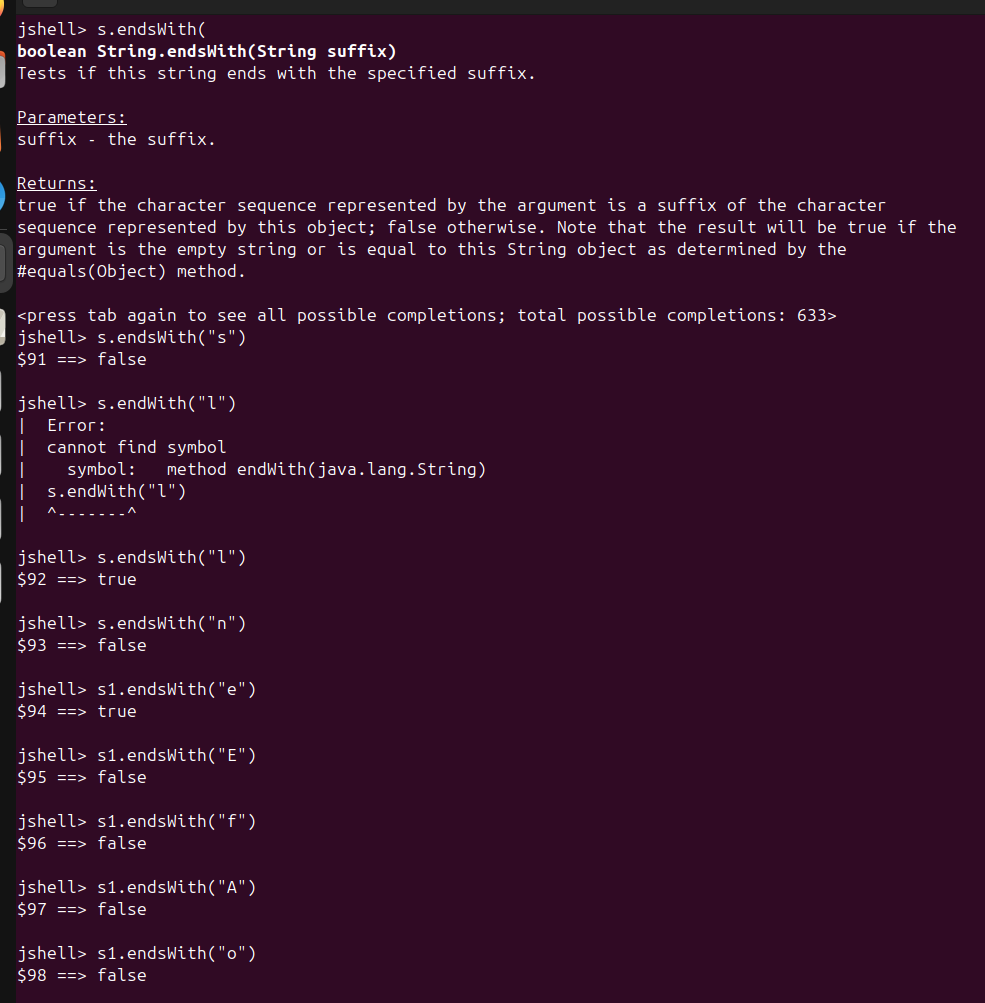 jshell> s.endsWith(
boolean String.endsWith(String suffix)
Tests if this string ends with the specified suffix.
Parameters:
suffix - the suffix.
Returns:
true if the character sequence represented by the argument is a suffix of the character
sequence represented by this object; false otherwise. Note that the result will be true if the
argument is the empty string or is equal to this String object as determined by the
#equals(Object) method.
<press tab again to see all possible completions; total possible completions: 633>
jshell> s.endsWith("s")
$91 ==> false
jshell> s.endWith("l")
|  Error:
|  cannot find symbol
|    symbol:   method endWith(java.lang.String)
|  s.endWith("l")
|  ^-------^
jshell> s.endsWith("l")
$92 ==> true
jshell> s.endsWith("n")
$93 ==> false
jshell> s1.endsWith("e")
$94 ==> true
jshell> s1.endsWith("E")
$95 ==> false
jshell> s1.endsWith("f")
$96 ==> false
jshell> s1.endsWith("A")
$97 ==> false
jshell> s1.endsWith("o")
$98 ==> false